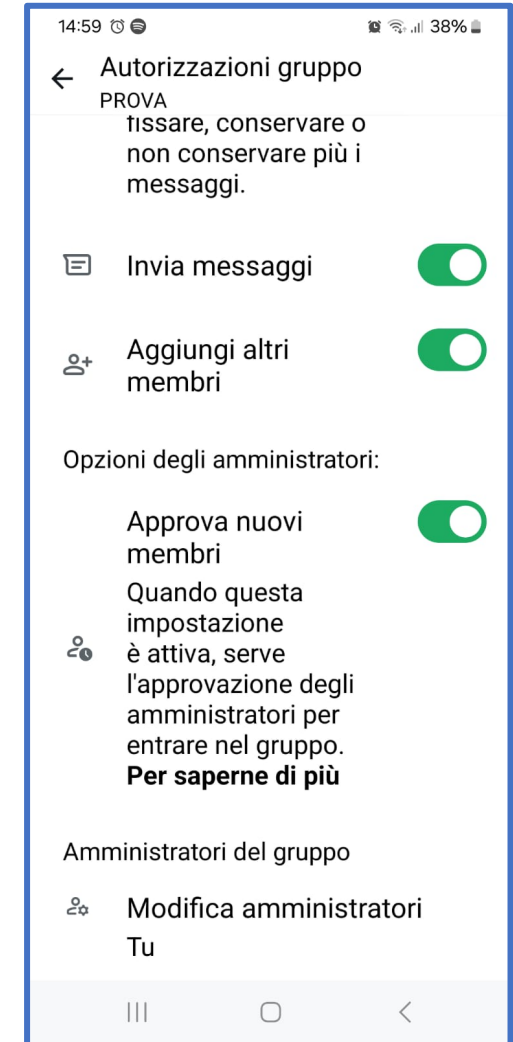 14:59 38%
Autorizzazioni gruppo
PROVA
fissare, conservare o
non conservare più i
messaggi.
Invia messaggi
Aggiungi altri
membri
Opzioni degli amministratori:
Approva nuovi
membri
Quando questa
impostazione
è attiva, serve
l'approvazione degli
amministratori per
entrare nel gruppo.
Per saperne di più
Amministratori del gruppo
Modifica amministratori
Tu